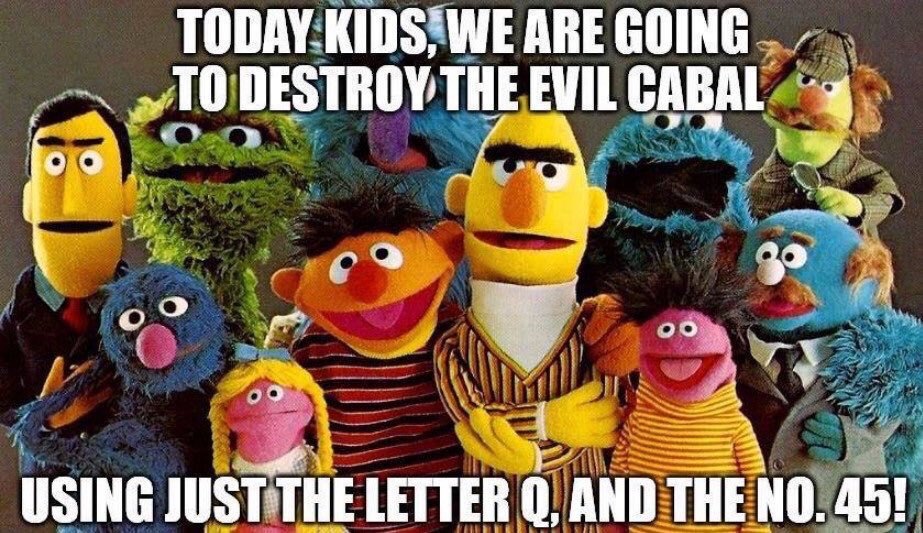 TODAY KIDS, WE ARE GOING
TO DESTROY THE EVIL CABAL
USING JUST THE LETTER Q, AND THE NO. 45!